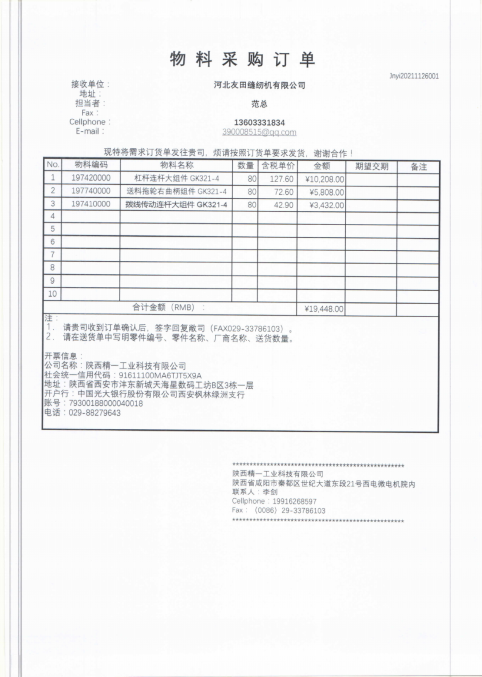 物料采购订单
Jnyi20211126001
接收单位： 河北友田缝纫机有限公司
地址：
担当者： 范总
Fax：
Cellphone： 13603331834
E-mail： 390008515@qq.com
现特将需求订货单发往贵司，烦请按照订货单要求发货，谢谢合作！
No. 物料编码 物料名称 数量 含税单价 金额 期望交期 备注
1 197420000 杠杆连杆大组件 GK321-4 80 127.60 ¥10,208.00
2 197740000 送料拖轮右曲柄组件 GK321-4 80 72.60 ¥5,808.00
3 197410000 拨线传动连杆大组件 GK321-4 80 42.90 ¥3,432.00
4
5
6
7
8
9
10
合计金额（RMB）： ¥19,448.00
注：
1、 请贵司收到订单确认后，签字回复敝司（FAX029-33786103）。
2、 请在送货单中写明零件编号、零件名称、厂商名称、送货数量。
开票信息：
公司名称：陕西精一工业科技有限公司
社会统一信用代码：91611100MA6TJT5X9A
地址：陕西省西安市沣东新城天海星数码工坊B区3栋一层
开户行：中国光大银行股份有限公司西安枫林绿洲支行
账号：79300188000040018
电话：029-88279643
**************************************************
陕西精一工业科技有限公司
陕西省咸阳市秦都区世纪大道东段21号西电微电机院内
联系人：李剑
Cellphone：19916268597
Fax：（0086）29-33786103
**************************************************